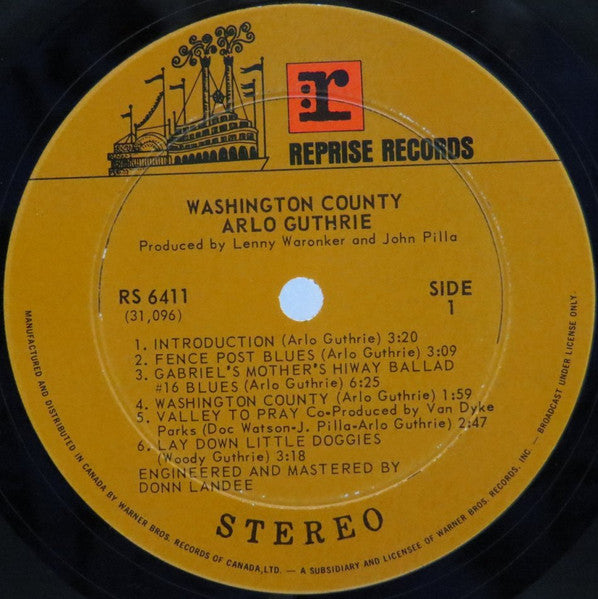 r
REPRISE RECORDS
WASHINGTON COUNTY
ARLO GUTHRIE
Produced by Lenny Waronker and John Pilla
RS 6411
(31,096)
SIDE
1
1. INTRODUCTION (Arlo Guthrie) 3:20
2. FENCE POST BLUES (Arlo Guthrie) 3:09
3. GABRIEL'S MOTHER'S HIWAY BALLAD
#16 BLUES (Arlo Guthrie) 6:25
4. WASHINGTON COUNTY (Arlo Guthrie) 1:59
5. VALLEY TO PRAY Co-Produced by Van Dyke
Parks (Doc Watson-J. Pilla-Arlo Guthrie) 2:47
6. LAY DOWN LITTLE DOGGIES
(Woody Guthrie) 3:18
ENGINEERED AND MASTERED BY
DONN LANDEE
STEREO
MANUFACTURED AND DISTRIBUTED IN CANADA BY WARNER BROS. RECORDS OF CANADA, LTD. — A SUBSIDIARY AND LICENSEE OF WARNER BROS. RECORDS, INC — BROADCAST UNDER LICENSE ONLY.